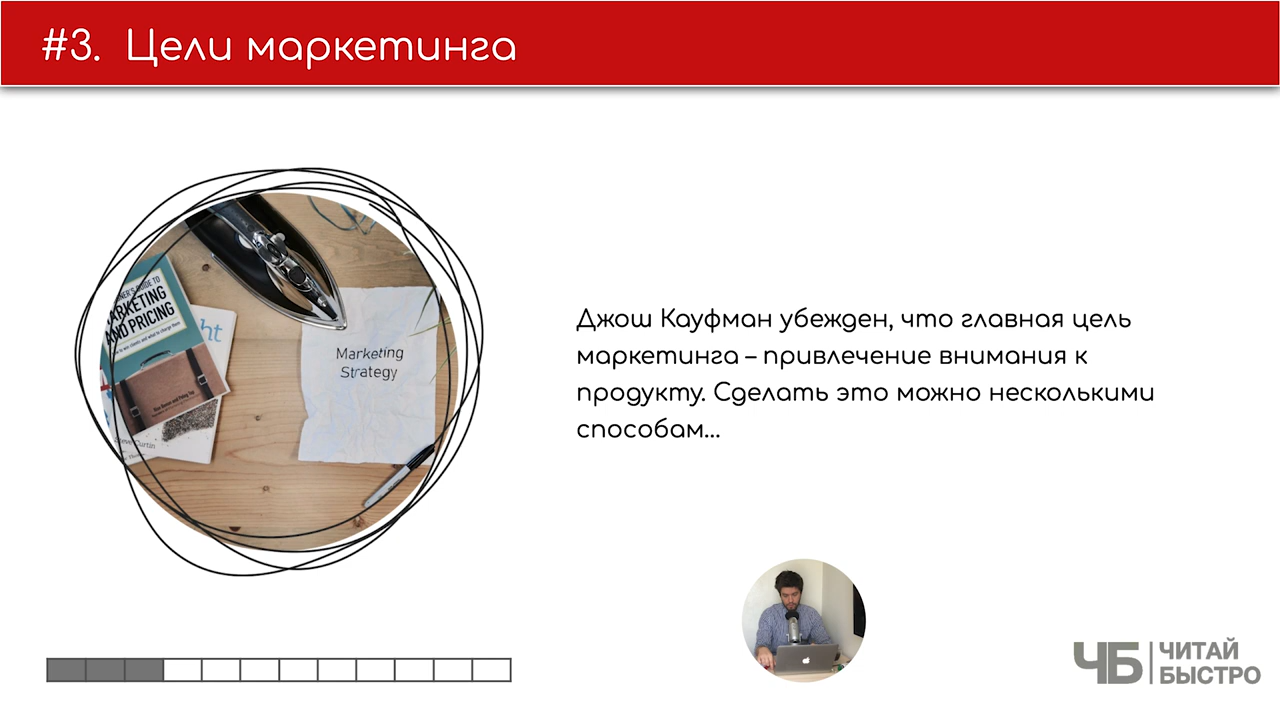 #3. Цели маркетинга
MARKETING
AND PRICING
Marketing
Strategy
Джош Кауфман убежден, что главная цель
маркетинга – привлечение внимания к
продукту. Сделать это можно несколькими
способам...
ЧБ
ЧИТАЙ
БЫСТРО